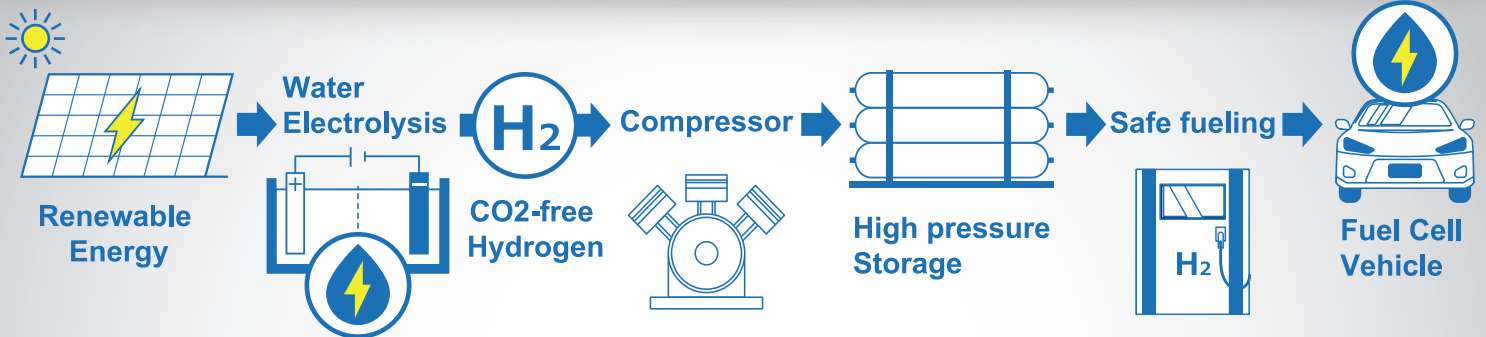 Renewable
Energy
Water
Electrolysis
+
-
H₂
CO2-free
Hydrogen
Compressor
High pressure
Storage
Safe fueling
H₂
Fuel Cell
Vehicle